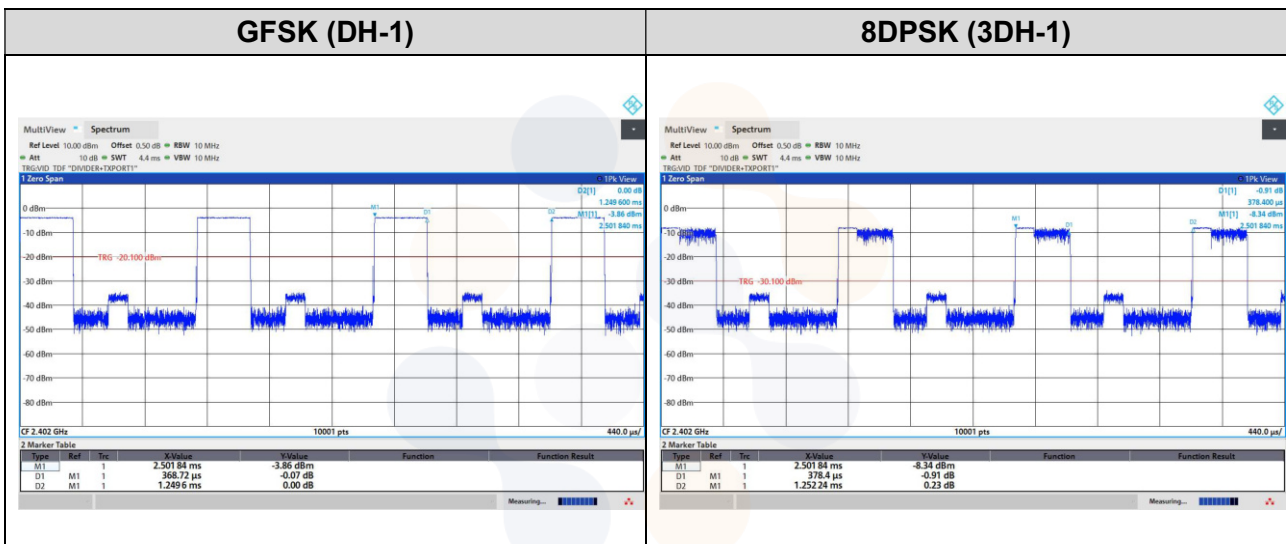 GFSK (DH-1)
8DPSK (3DH-1)
MultiView Spectrum
Ref Level 10.00 dBm Offset 0.50 dB RBW 10 MHz
Att 10 dB SWT 4.4 ms VBW 10 MHz
TRG:VID TDF "DIVIDER+TXPORT1"
1 Zero Span 1Pk View
D2[1] 0.00 dB
1.249 600 ms
M1[1] -3.86 dBm
2.501 840 ms
0 dBm
M1 D1 D2
-10 dBm
-20 dBm
TRG -20.100 dBm
-30 dBm
-40 dBm
-50 dBm
-60 dBm
-70 dBm
-80 dBm
CF 2.402 GHz 10001 pts 440.0 µs/
2 Marker Table
Type Ref Trc X-Value Y-Value Function Function Result
M1 1 2.501 84 ms -3.86 dBm
D1 M1 1 368.72 µs -0.07 dB
D2 M1 1 1.249 6 ms 0.00 dB
Measuring...
MultiView Spectrum
Ref Level 10.00 dBm Offset 0.50 dB RBW 10 MHz
Att 10 dB SWT 4.4 ms VBW 10 MHz
TRG:VID TDF "DIVIDER+TXPORT1"
1 Zero Span 1Pk View
D1[1] -0.91 dB
378.400 µs
M1[1] -8.34 dBm
2.501 840 ms
0 dBm
M1 D1 D2
-10 dBm
-20 dBm
TRG -30.100 dBm
-30 dBm
-40 dBm
-50 dBm
-60 dBm
-70 dBm
-80 dBm
CF 2.402 GHz 10001 pts 440.0 µs/
2 Marker Table
Type Ref Trc X-Value Y-Value Function Function Result
M1 1 2.501 84 ms -8.34 dBm
D1 M1 1 378.4 µs -0.91 dB
D2 M1 1 1.252 24 ms 0.23 dB
Measuring...